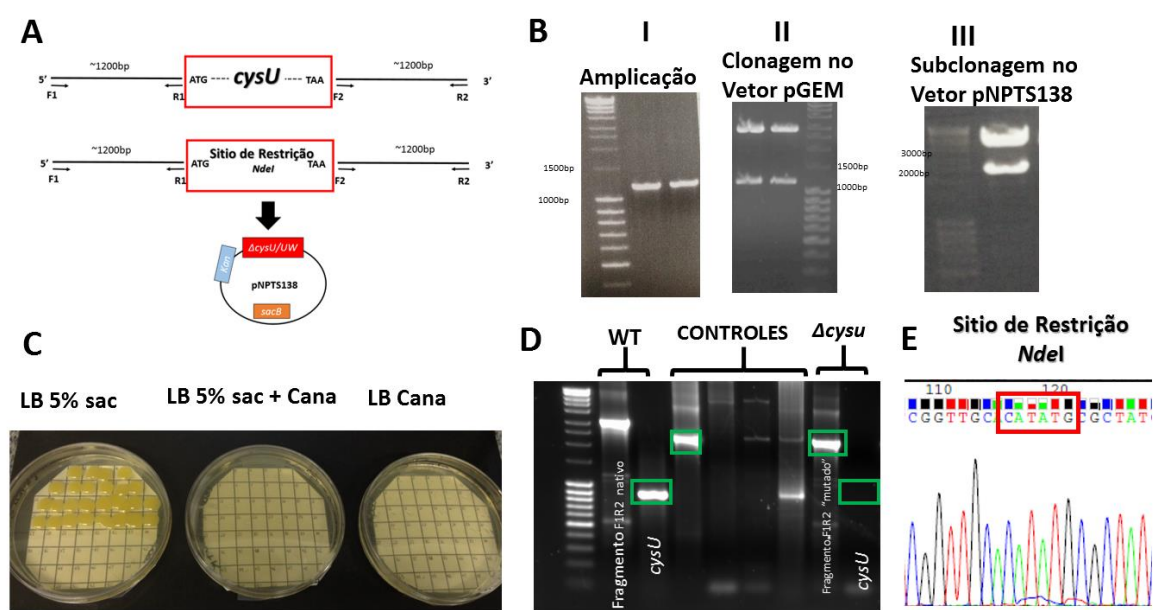 A
~1200bp
~1200bp
5’
ATG ---- cysU ---- TAA
3’
F1
R1
F2
R2
~1200bp
~1200bp
5’
Sitio de Restrição
ATG
TAA
NdeI
3’
F1
R1
F2
R2
ΔcysU/UW
Kan
pNPTS138
sacB
B
I
Amplicação
1500bp
1000bp
II
Clonagem no
Vetor pGEM
1500bp
1000bp
III
Subclonagem no
Vetor pNPTS138
3000bp
2000bp
C
LB 5% sac
LB 5% sac + Cana
LB Cana
D
WT
CONTROLES
Δcysu
Fragmento F1R2 nativo
cysU
Fragmento F1R2 “mutado”
cysU
E
Sitio de Restrição
NdeI
110
120
CGGTTGCACATATGCGCTAT